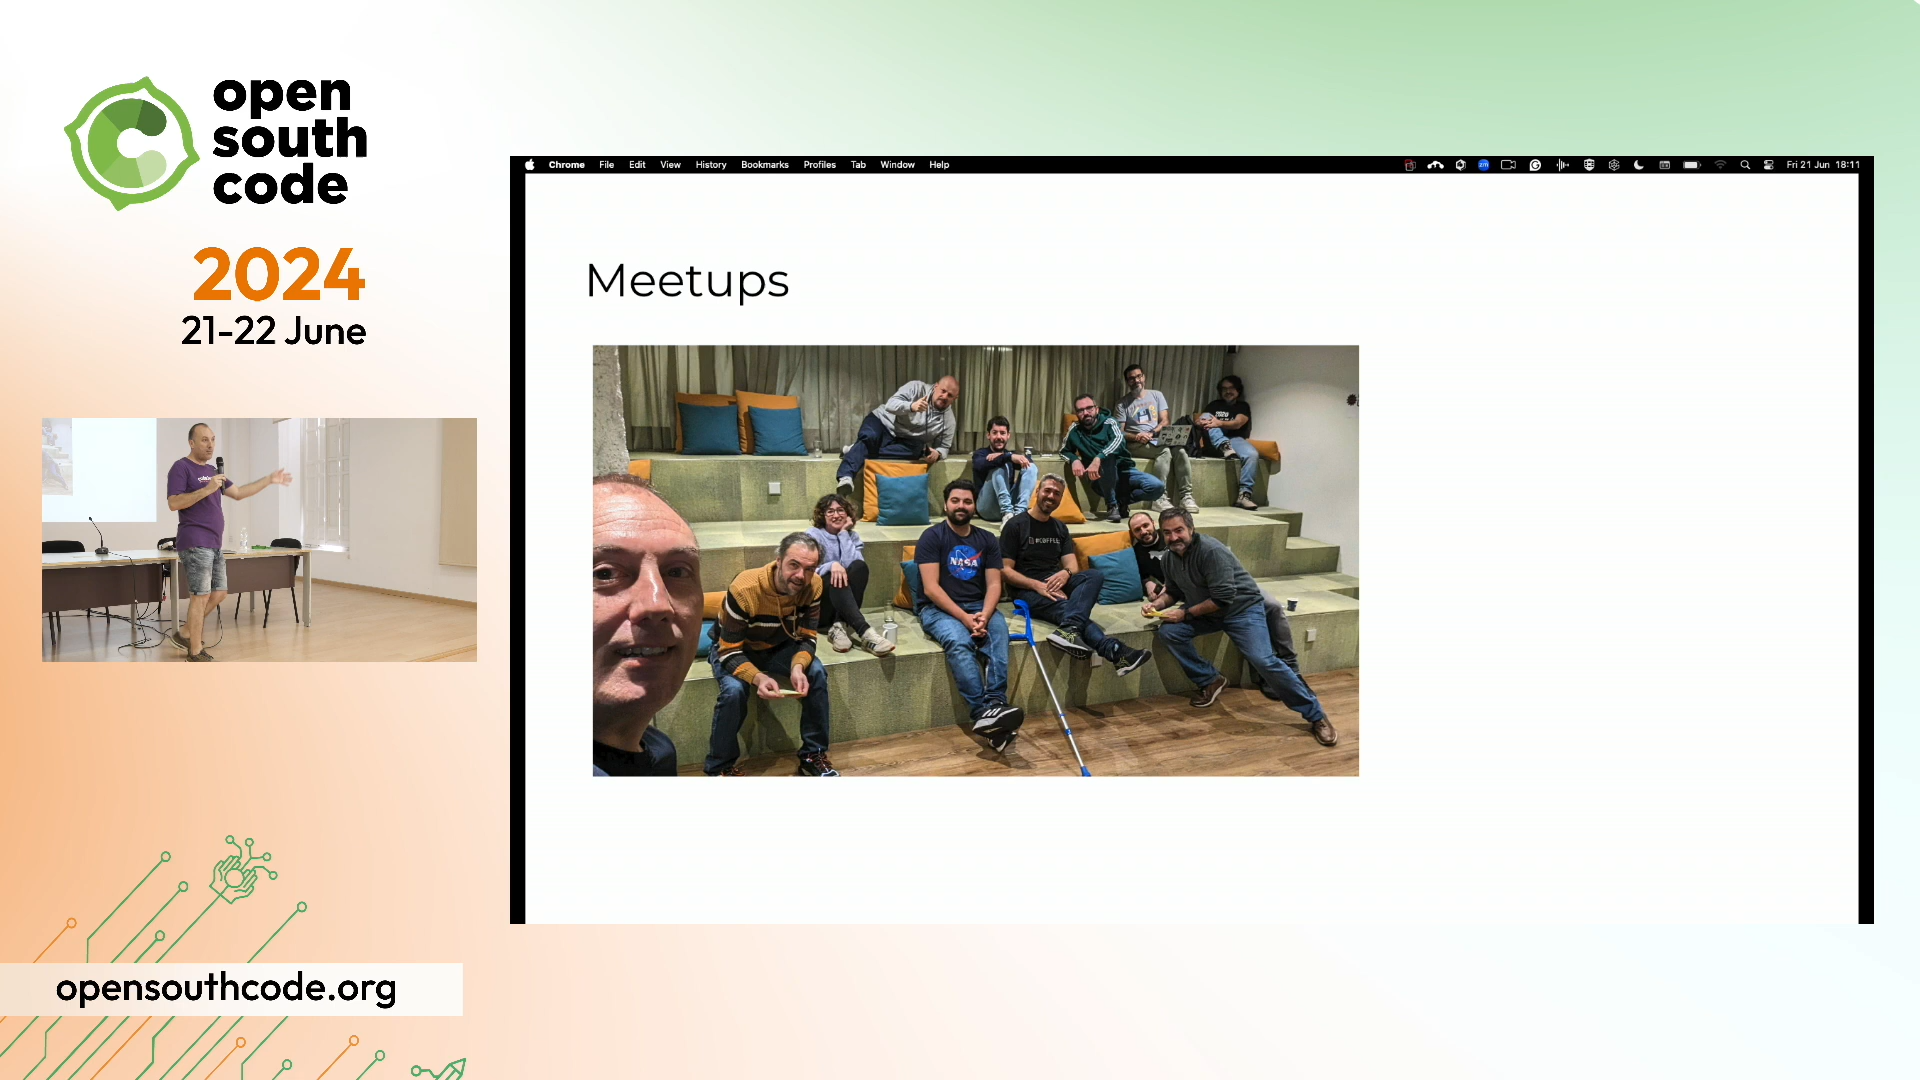 open
south
code
2024
21-22 June
Chrome File Edit View History Bookmarks Profiles Tab Window Help
Fri 21 Jun 18:11
Meetups
NASA
opensouthcode.org